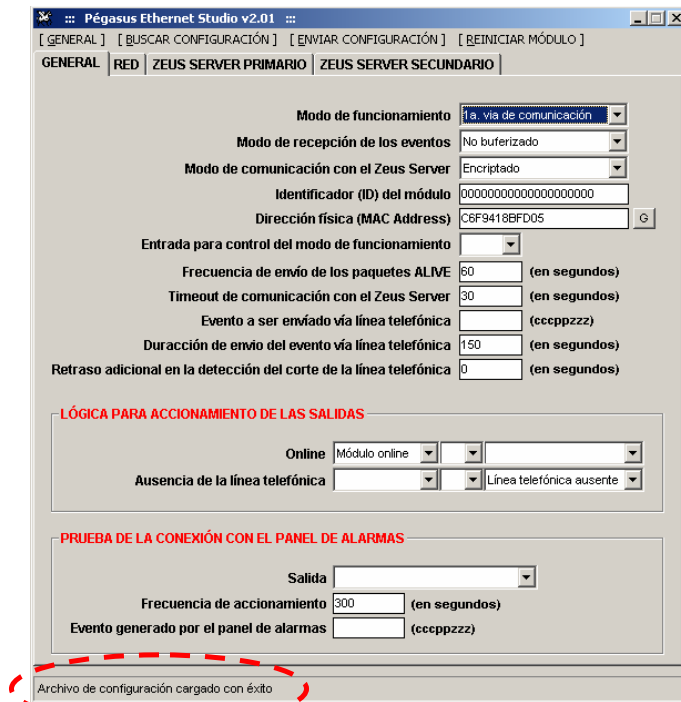 ::: Pégasus Ethernet Studio v2.01 :::
[ GENERAL ] [ BUSCAR CONFIGURACIÓN ] [ ENVIAR CONFIGURACIÓN ] [ REINICIAR MÓDULO ]
GENERAL RED ZEUS SERVER PRIMARIO ZEUS SERVER SECUNDARIO
Modo de funcionamiento 1a. via de comunicación
Modo de recepción de los eventos No buferizado
Modo de comunicación con el Zeus Server Encriptado
Identificador (ID) del módulo 00000000000000000000
Dirección física (MAC Address) C6F9418BFD05 G
Entrada para control del modo de funcionamiento
Frecuencia de envío de los paquetes ALIVE 60 (en segundos)
Timeout de comunicación con el Zeus Server 30 (en segundos)
Evento a ser envíado vía línea telefónica (cccppzzz)
Duracción de envio del evento vía línea telefónica 150 (en segundos)
Retraso adicional en la detección del corte de la línea telefónica 0 (en segundos)
LÓGICA PARA ACCIONAMIENTO DE LAS SALIDAS
Online Módulo online
Ausencia de la línea telefónica Línea telefónica ausente
PRUEBA DE LA CONEXIÓN CON EL PANEL DE ALARMAS
Salida
Frecuencia de accionamiento 300 (en segundos)
Evento generado por el panel de alarmas (cccppzzz)
Archivo de configuración cargado con éxito